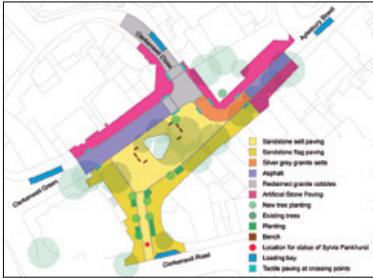 Aylesbury Street
Clerkenwell Close
Clerkenwell Green
Clerkenwell Road
Sandstone sett paving
Sandstone flag paving
Silver grey granite setts
Asphalt
Reclaimed granite cobbles
Artificial Stone Paving
New tree planting
Existing trees
Planting
Bench
Location for statue of Sylvia Pankhurst
Loading bay
Tactile paving at crossing points